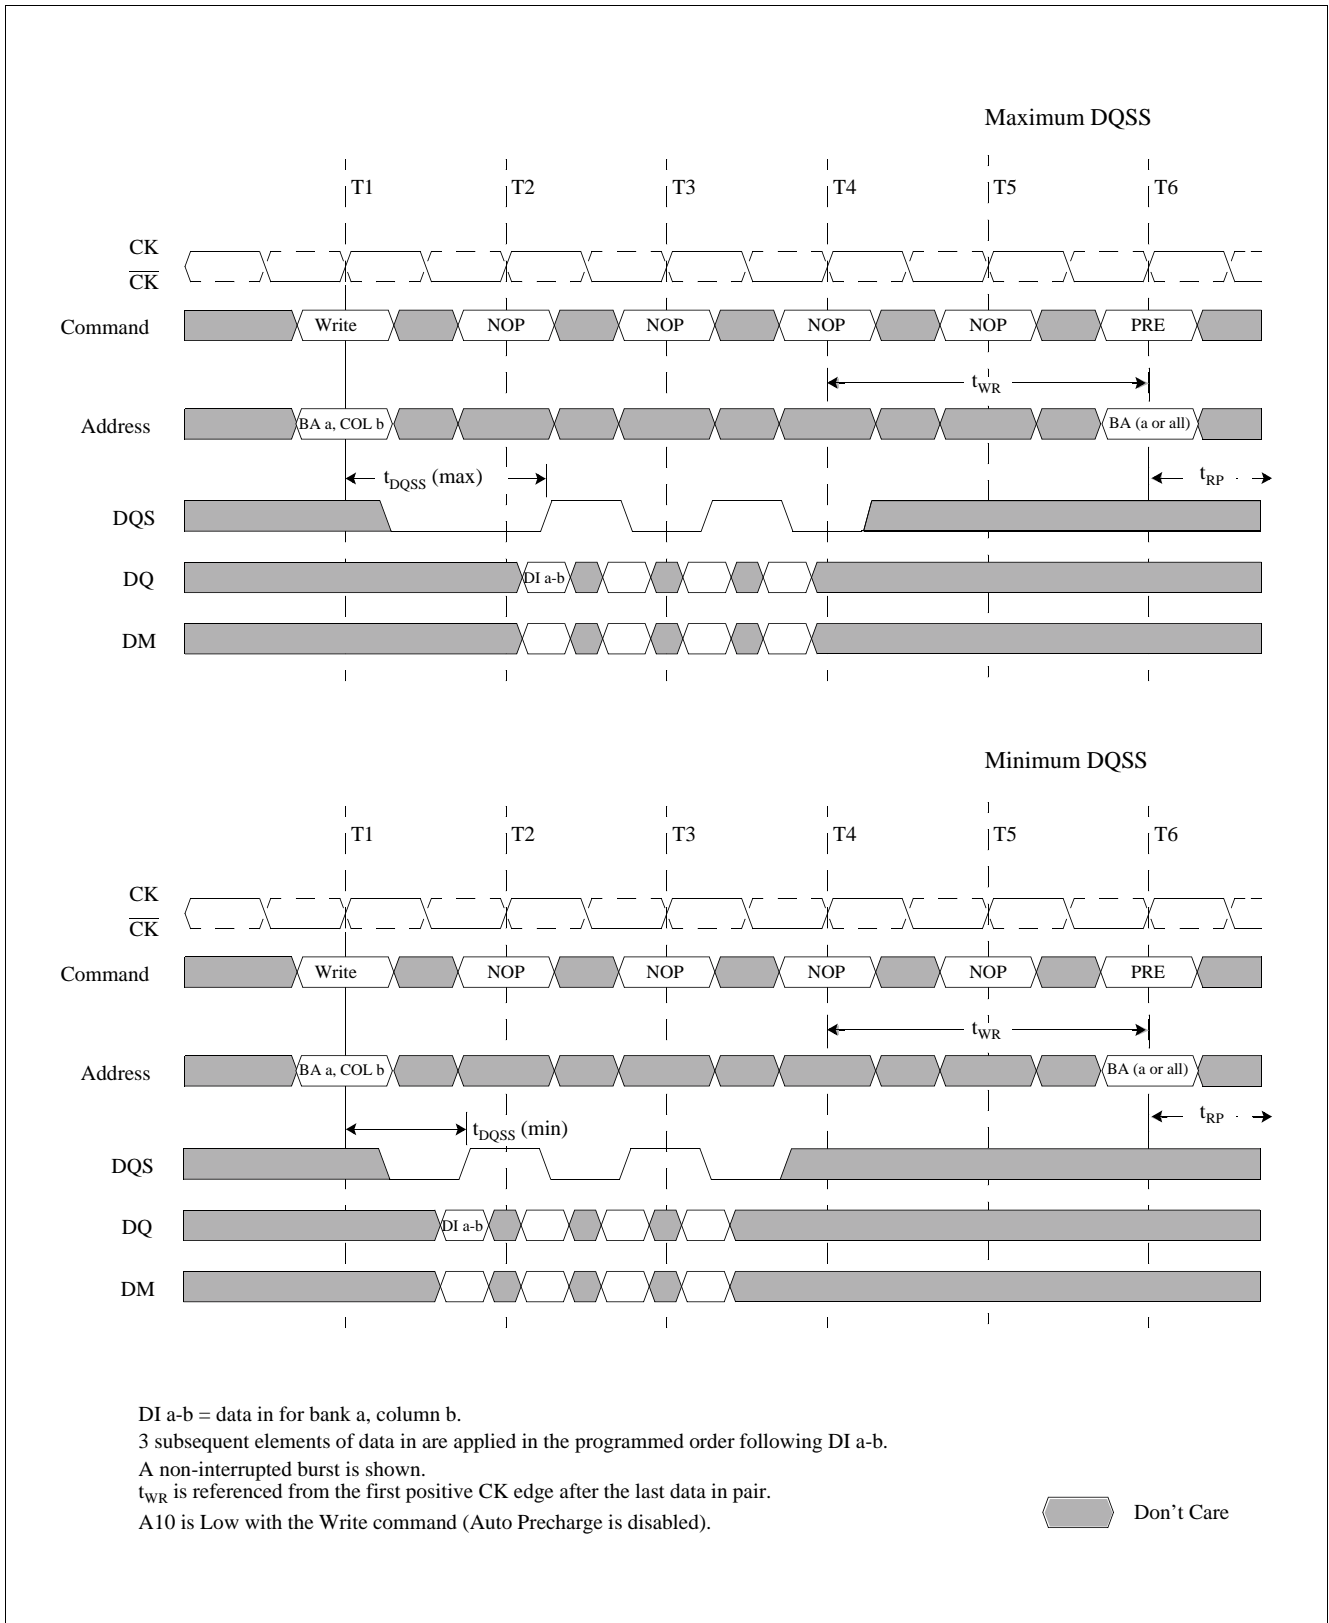 Maximum DQSS
T1 T2 T3 T4 T5 T6
CK
CK
Command Write NOP NOP NOP NOP PRE
tWR
Address BA a, COL b BA (a or all)
tDQSS (max) tRP
DQS
DQ DI a-b
DM
Minimum DQSS
T1 T2 T3 T4 T5 T6
CK
CK
Command Write NOP NOP NOP NOP PRE
tWR
Address BA a, COL b BA (a or all)
tDQSS (min) tRP
DQS
DQ DI a-b
DM
DI a-b = data in for bank a, column b.
3 subsequent elements of data in are applied in the programmed order following DI a-b.
A non-interrupted burst is shown.
tWR is referenced from the first positive CK edge after the last data in pair.
A10 is Low with the Write command (Auto Precharge is disabled).
Don't Care